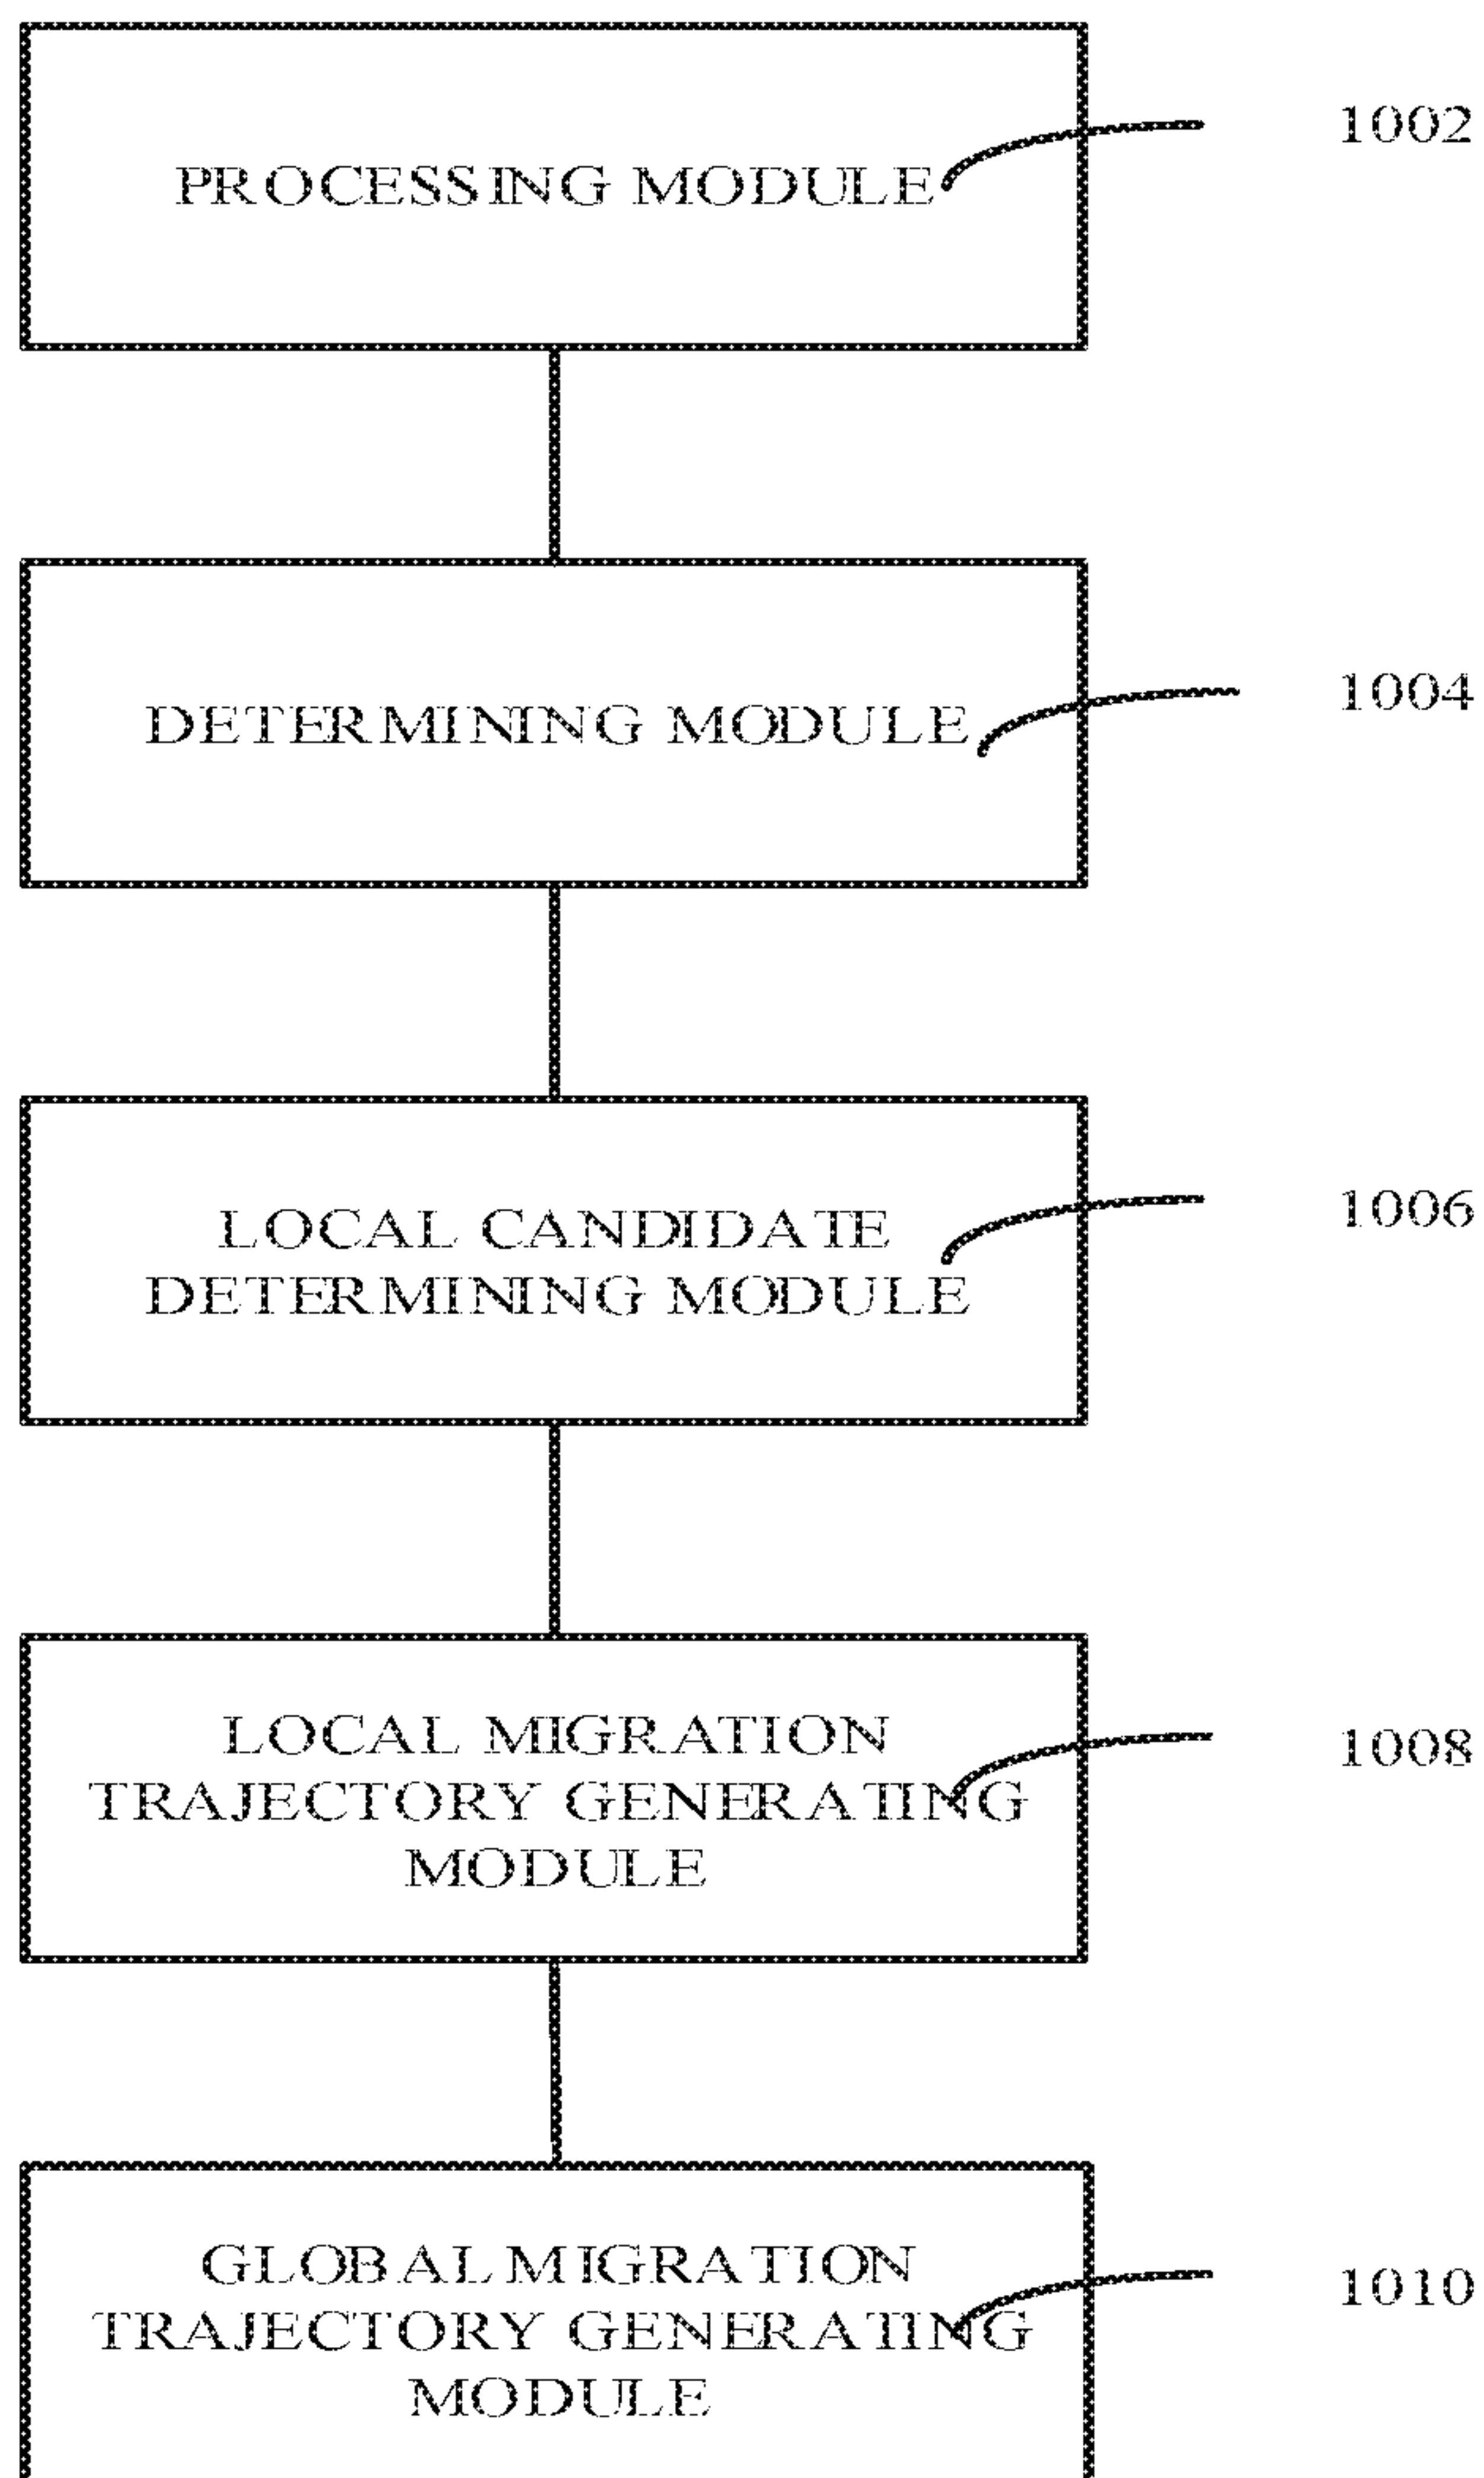 PROCESSING MODULE
1002
DETERMINING MODULE
1004
LOCAL CANDIDATE
DETERMINING MODULE
1006
LOCAL MIGRATION
TRAJECTORY GENERATING
MODULE
1008
GLOBAL MIGRATION
TRAJECTORY GENERATING
MODULE
1010